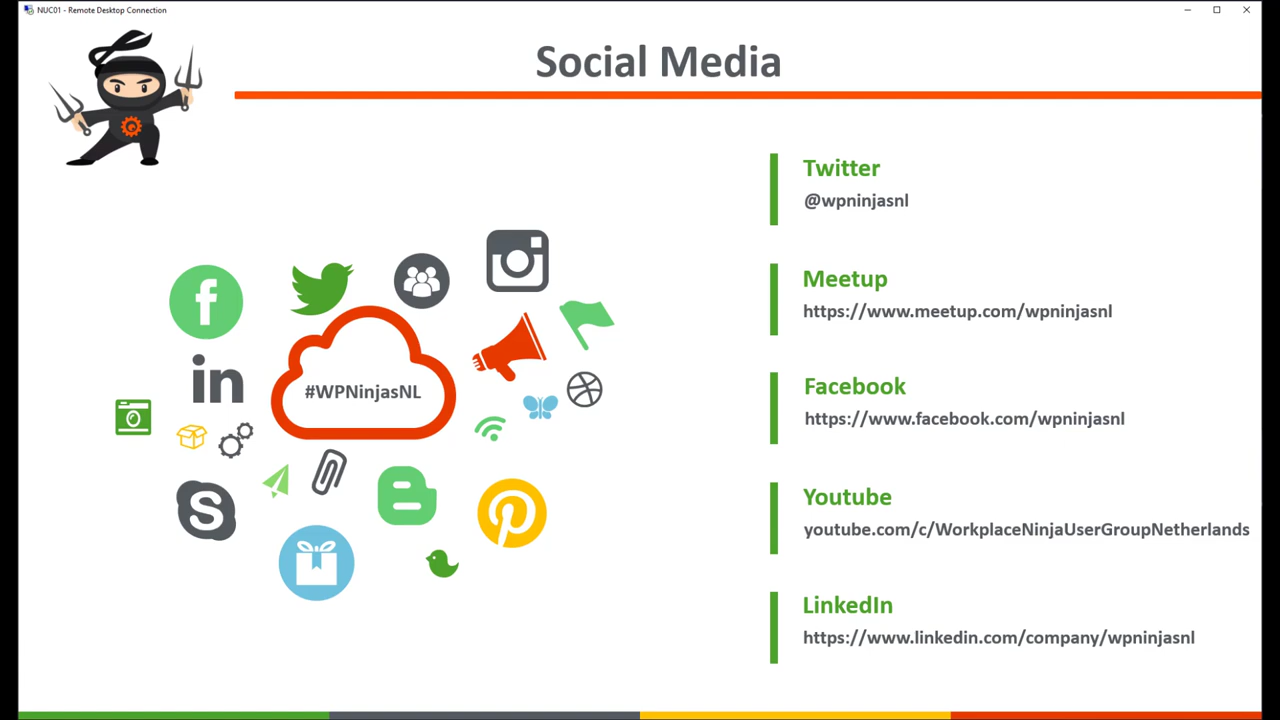 NUC01 - Remote Desktop Connection
Social Media
#WPNinjasNL
Twitter
@wpninjasnl
Meetup
https://www.meetup.com/wpninjasnl
Facebook
https://www.facebook.com/wpninjasnl
Youtube
youtube.com/c/WorkplaceNinjaUserGroupNetherlands
LinkedIn
https://www.linkedin.com/company/wpninjasnl